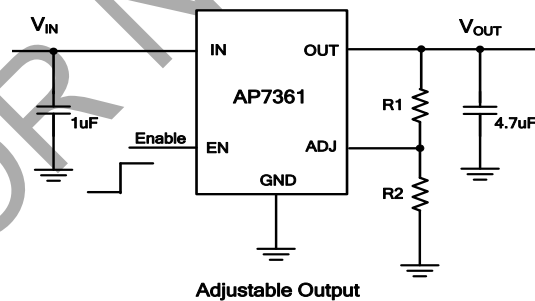 VIN
VOUT
IN
OUT
AP7361
R1
1uF
4.7uF
Enable
EN
ADJ
GND
R2
Adjustable Output